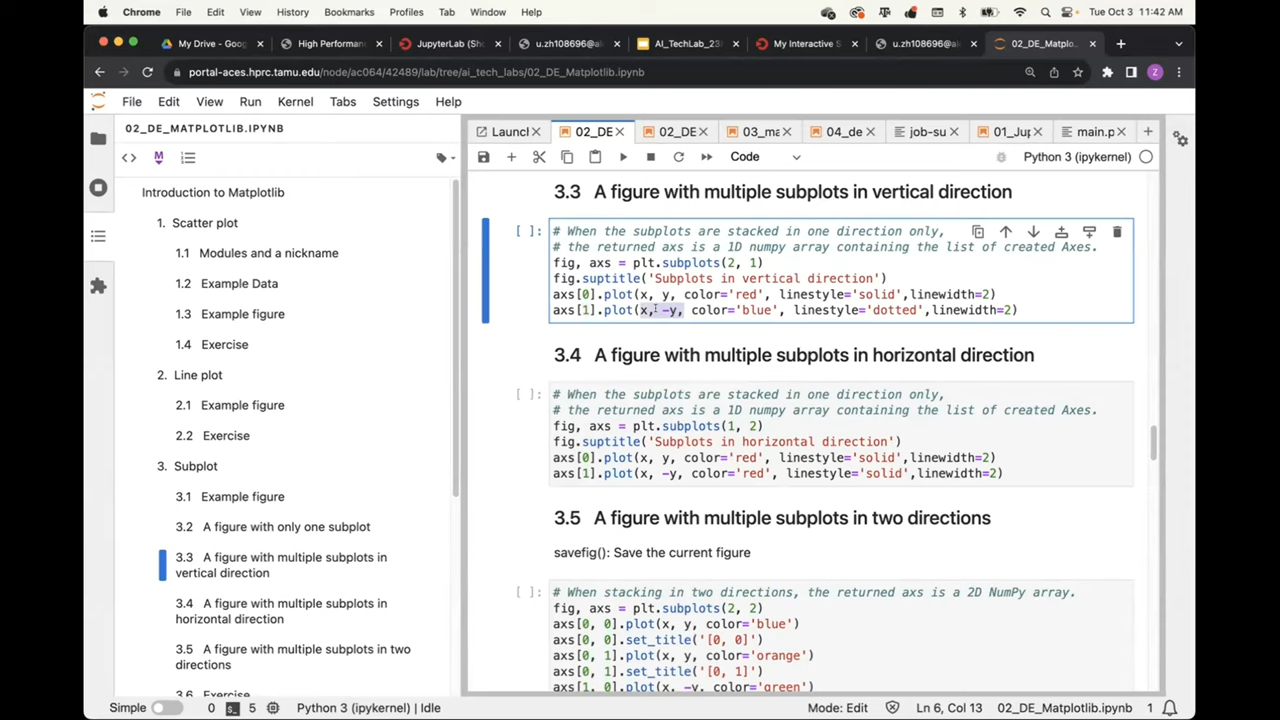 Chrome File Edit View History Bookmarks Profiles Tab Window Help Tue Oct 3 11:42 AM
My Drive - Goo High Performan JupyterLab (Sho u.zh108696@al AI_TechLab_23 My Interactive S u.zh108696@ac 02_DE_Matplo
portal-aces.hprc.tamu.edu/node/ac064/42489/lab/tree/ai_tech_labs/02_DE_Matplotlib.ipynb Z
File Edit View Run Kernel Tabs Settings Help
02_DE_MATPLOTLIB.IPYNB
Introduction to Matplotlib
1. Scatter plot
1.1 Modules and a nickname
1.2 Example Data
1.3 Example figure
1.4 Exercise
2. Line plot
2.1 Example figure
2.2 Exercise
3. Subplot
3.1 Example figure
3.2 A figure with only one subplot
3.3 A figure with multiple subplots in
vertical direction
3.4 A figure with multiple subplots in
horizontal direction
3.5 A figure with multiple subplots in two
directions
3.6 Exercise
Launcl 02_DE 02_DE 03_ma 04_de job-su 01_Jup main.p
Code Python 3 (ipykernel)
3.3 A figure with multiple subplots in vertical direction
[ ]: # When the subplots are stacked in one direction only,
# the returned axs is a 1D numpy array containing the list of created Axes.
fig, axs = plt.subplots(2, 1)
fig.suptitle('Subplots in vertical direction')
axs[0].plot(x, y, color='red', linestyle='solid',linewidth=2)
axs[1].plot(x, -y, color='blue', linestyle='dotted',linewidth=2)
3.4 A figure with multiple subplots in horizontal direction
[ ]: # When the subplots are stacked in one direction only,
# the returned axs is a 1D numpy array containing the list of created Axes.
fig, axs = plt.subplots(1, 2)
fig.suptitle('Subplots in horizontal direction')
axs[0].plot(x, y, color='red', linestyle='solid',linewidth=2)
axs[1].plot(x, -y, color='red', linestyle='solid',linewidth=2)
3.5 A figure with multiple subplots in two directions
savefig(): Save the current figure
[ ]: # When stacking in two directions, the returned axs is a 2D NumPy array.
fig, axs = plt.subplots(2, 2)
axs[0, 0].plot(x, y, color='blue')
axs[0, 0].set_title('[0, 0]')
axs[0, 1].plot(x, y, color='orange')
axs[0, 1].set_title('[0, 1]')
axs[1, 0].plot(x, -y, color='green')
Simple 0 5 Python 3 (ipykernel) | Idle Mode: Edit Ln 6, Col 13 02_DE_Matplotlib.ipynb 1